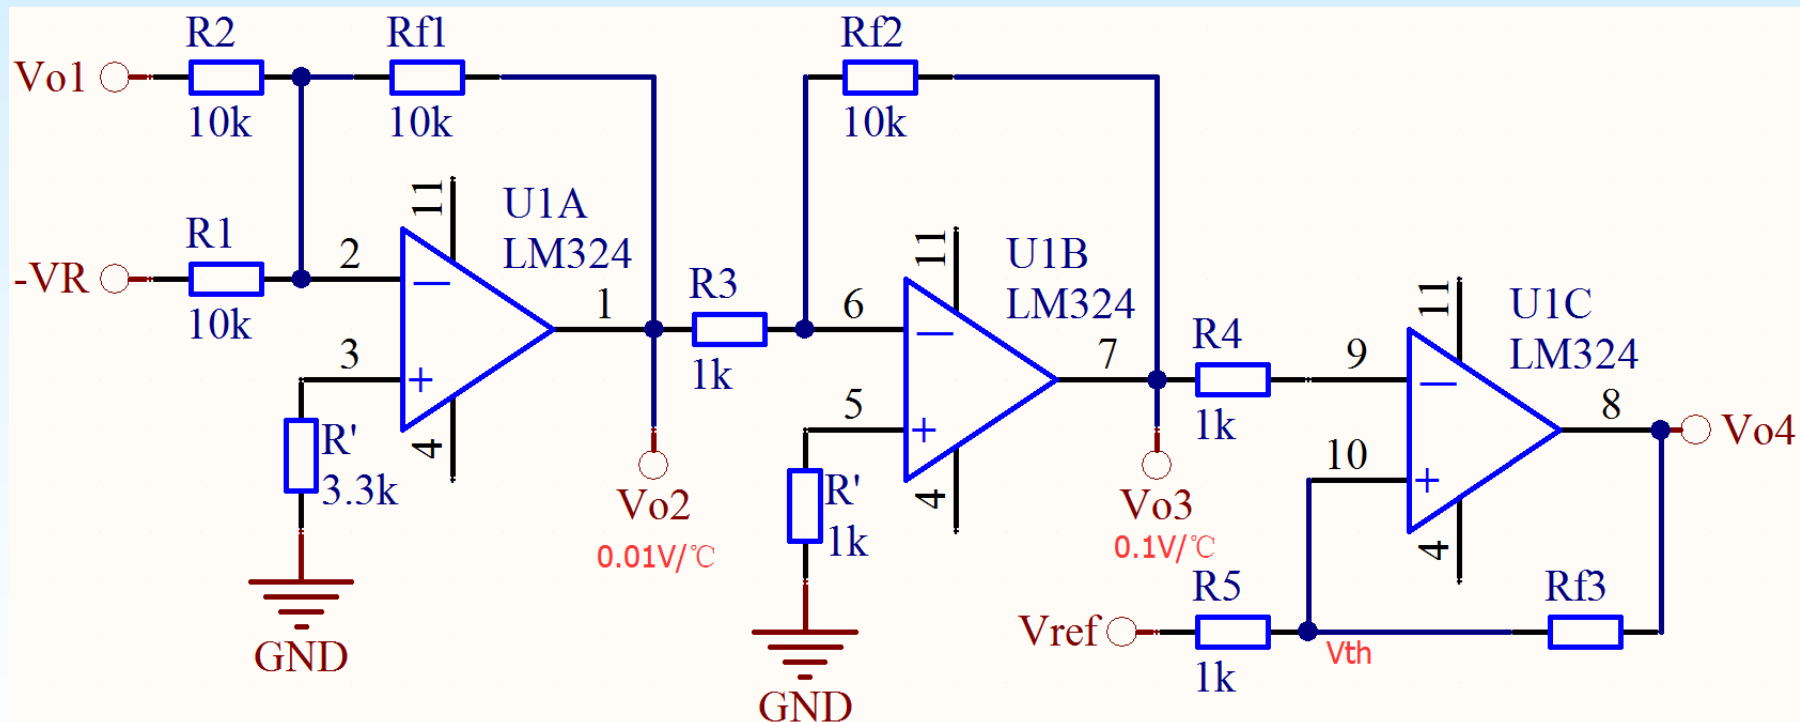 R2
Rf1
Rf2
Vo1
10k
10k
10k
11
U1A
LM324
R1
2
-VR
10k
1
R3
3
1k
R'
3.3k
4
Vo2
0.01V/℃
GND
11
U1B
LM324
6
7
5
R'
1k
4
Vo3
0.1V/℃
GND
R4
1k
9
11
U1C
LM324
8
Vo4
10
4
R5
Rf3
Vref
Vth
1k